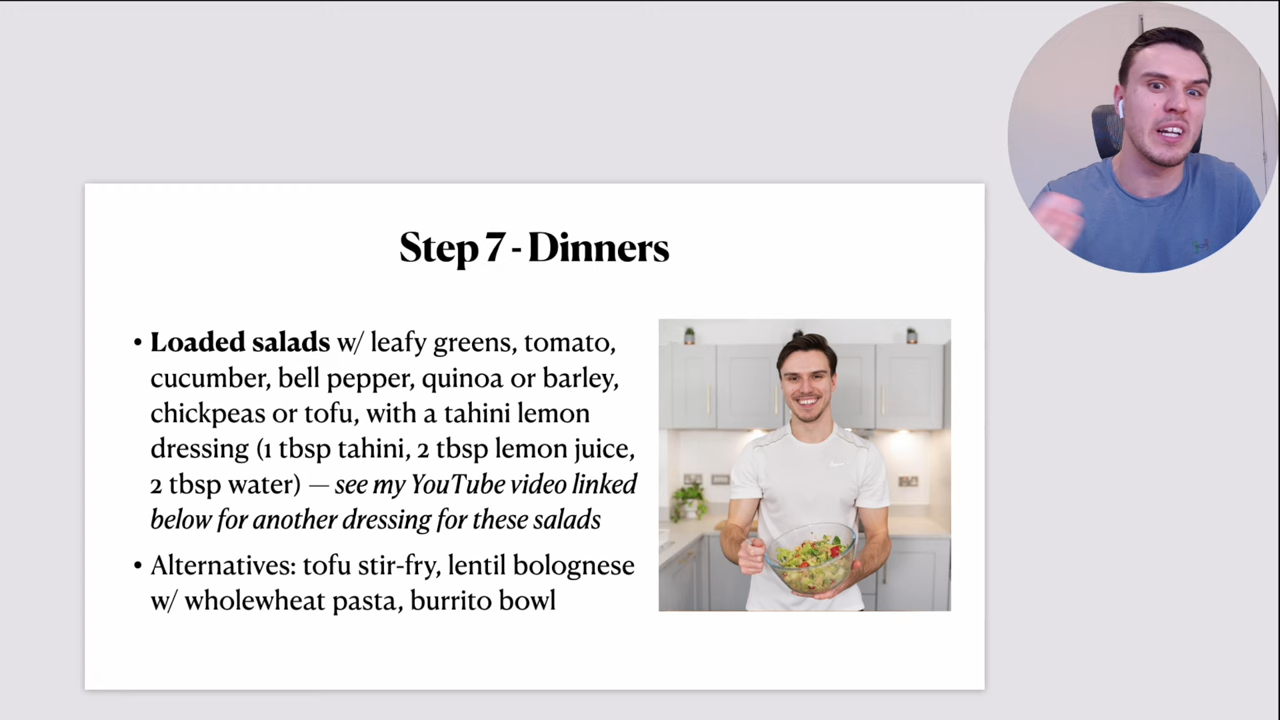 Step 7 - Dinners
• Loaded salads w/ leafy greens, tomato,
cucumber, bell pepper, quinoa or barley,
chickpeas or tofu, with a tahini lemon
dressing (1 tbsp tahini, 2 tbsp lemon juice,
2 tbsp water) — see my YouTube video linked
below for another dressing for these salads
• Alternatives: tofu stir-fry, lentil bolognese
w/ wholewheat pasta, burrito bowl